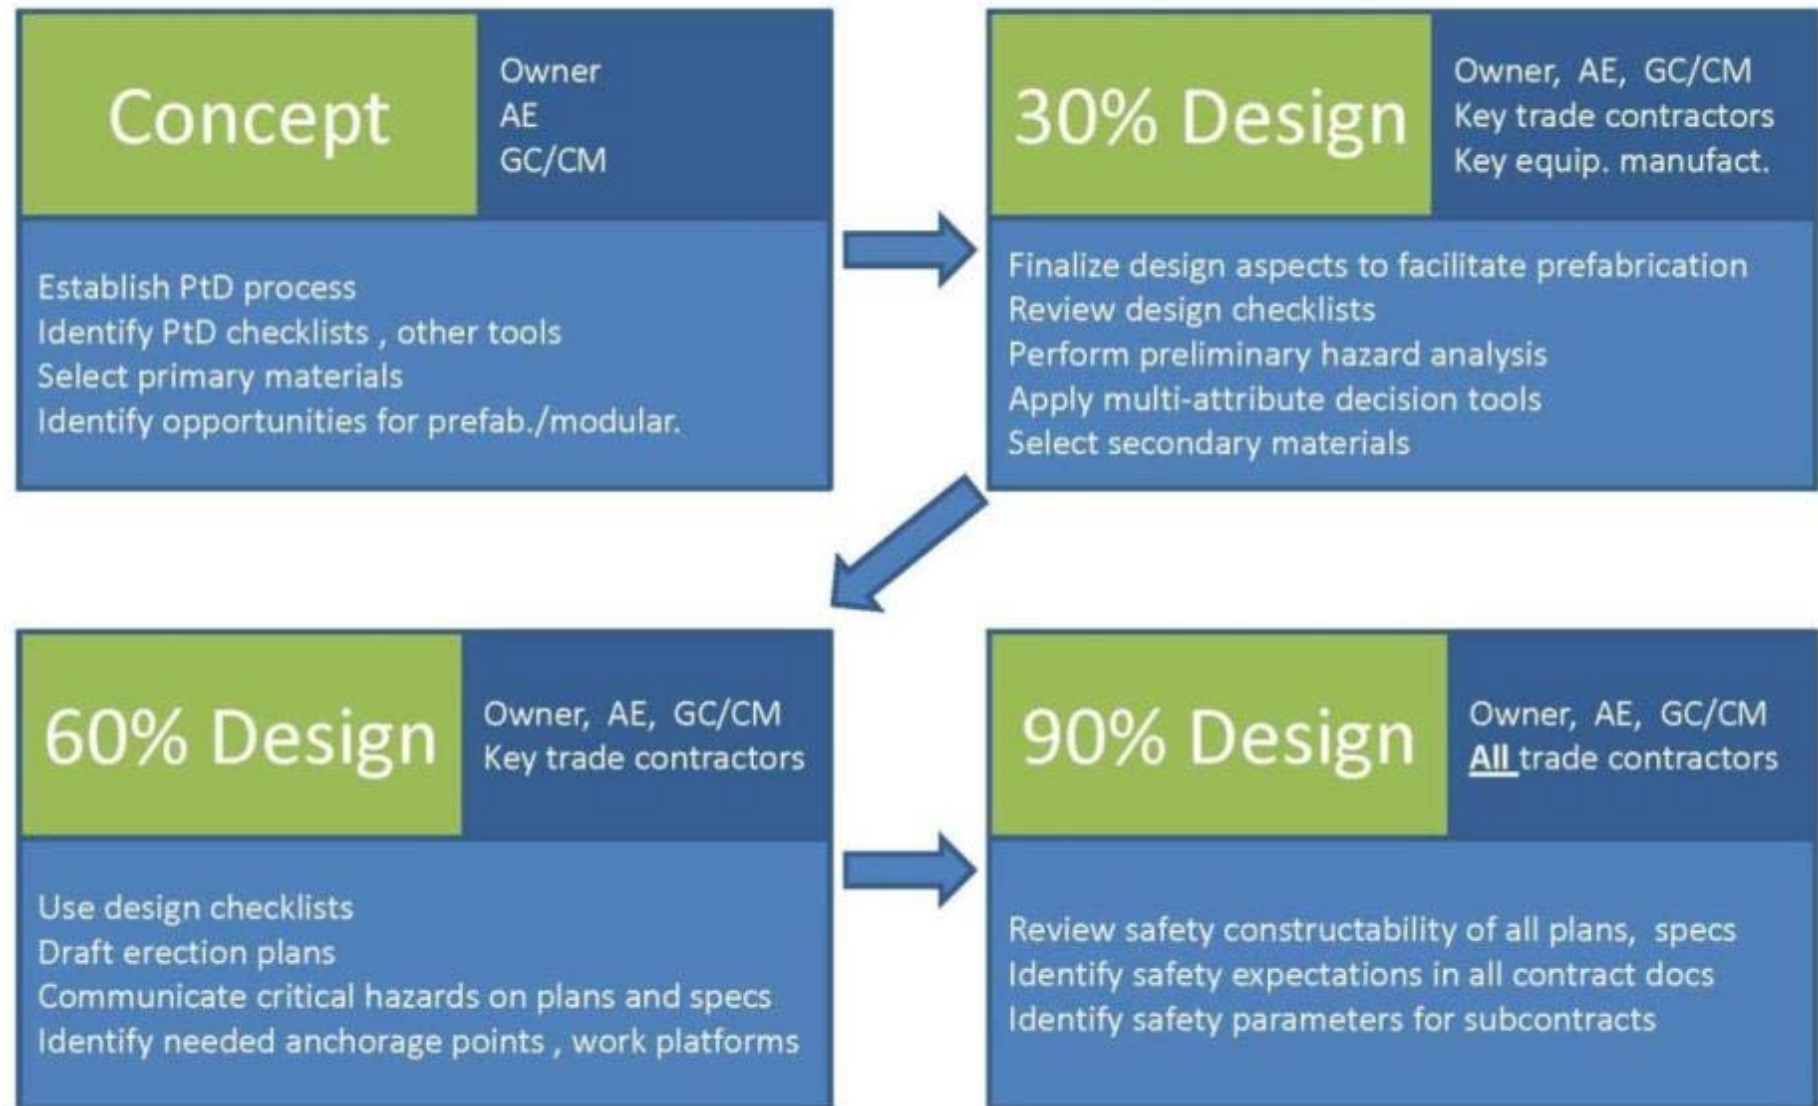 Concept
Owner
AE
GC/CM
Establish PtD process
Identify PtD checklists , other tools
Select primary materials
Identify opportunities for prefab./modular.
30% Design
Owner, AE, GC/CM
Key trade contractors
Key equip. manufact.
Finalize design aspects to facilitate prefabrication
Review design checklists
Perform preliminary hazard analysis
Apply multi-attribute decision tools
Select secondary materials
60% Design
Owner, AE, GC/CM
Key trade contractors
Use design checklists
Draft erection plans
Communicate critical hazards on plans and specs
Identify needed anchorage points , work platforms
90% Design
Owner, AE, GC/CM
All trade contractors
Review safety constructability of all plans, specs
Identify safety expectations in all contract docs
Identify safety parameters for subcontracts